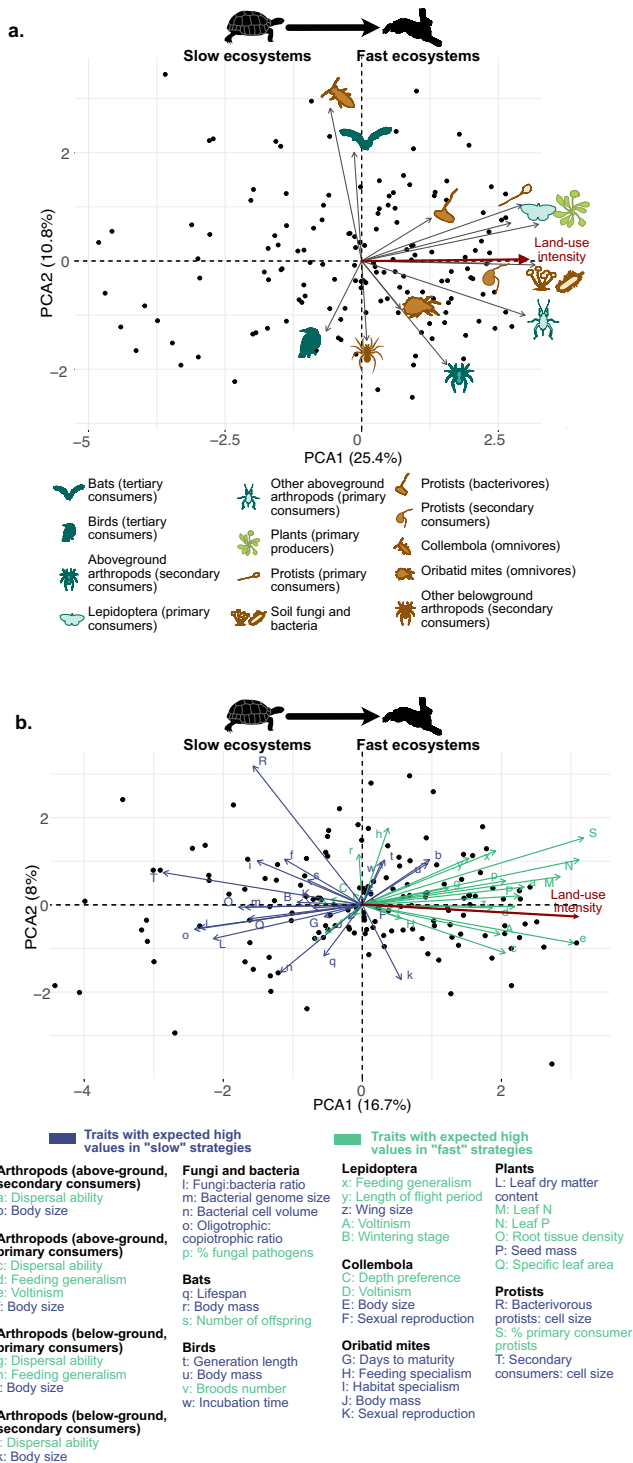 a.
Slow ecosystems
Fast ecosystems
2
0
−2
PCA2 (10.8%)
Land-use
intensity
−5
−2.5
0
2.5
PCA1 (25.4%)
Bats (tertiary
consumers)
Birds (tertiary
consumers)
Aboveground
arthropods (secondary
consumers)
Lepidoptera (primary
consumers)
Other aboveground
arthropods (primary
consumers)
Plants (primary
producers)
Protists (primary
consumers)
Soil fungi and
bacteria
Protists (bacterivores)
Protists (secondary
consumers)
Collembola (omnivores)
Oribatid mites (omnivores)
Other belowground
arthropods (secondary
consumers)
b.
Slow ecosystems
Fast ecosystems
R
h
S
r
t
b
x
f
w
u
y
N
i
s
p
M
T
B
K
C
P
O
m
Q
G
F
H
o
L
q
n
k
c
e
2
0
−2
PCA2 (8%)
Land-use
intensity
−4
−2
0
2
PCA1 (16.7%)
Traits with expected high
values in "slow" strategies
Traits with expected high
values in "fast" strategies
Arthropods (above-ground,
secondary consumers)
a: Dispersal ability
b: Body size
Arthropods (above-ground,
primary consumers)
c: Dispersal ability
d: Feeding generalism
e: Voltinism
f: Body size
Arthropods (below-ground,
primary consumers)
g: Dispersal ability
h: Feeding generalism
i: Body size
Arthropods (below-ground,
secondary consumers)
: Dispersal ability
k: Body size
Fungi and bacteria
l: Fungi:bacteria ratio
m: Bacterial genome size
n: Bacterial cell volume
o: Oligotrophic:
copiotrophic ratio
p: % fungal pathogens
Bats
q: Lifespan
r: Body mass
s: Number of offspring
Birds
t: Generation length
u: Body mass
v: Broods number
w: Incubation time
Lepidoptera
x: Feeding generalism
y: Length of flight period
z: Wing size
A: Voltinism
B: Wintering stage
Collembola
C: Depth preference
D: Voltinism
E: Body size
F: Sexual reproduction
Oribatid mites
G: Days to maturity
H: Feeding specialism
I: Habitat specialism
J: Body mass
K: Sexual reproduction
Plants
L: Leaf dry matter
content
M: Leaf N
N: Leaf P
O: Root tissue density
P: Seed mass
Q: Specific leaf area
Protists
R: Bacterivorous
protists: cell size
S: % primary consumer
protists
T: Secondary
consumers: cell size